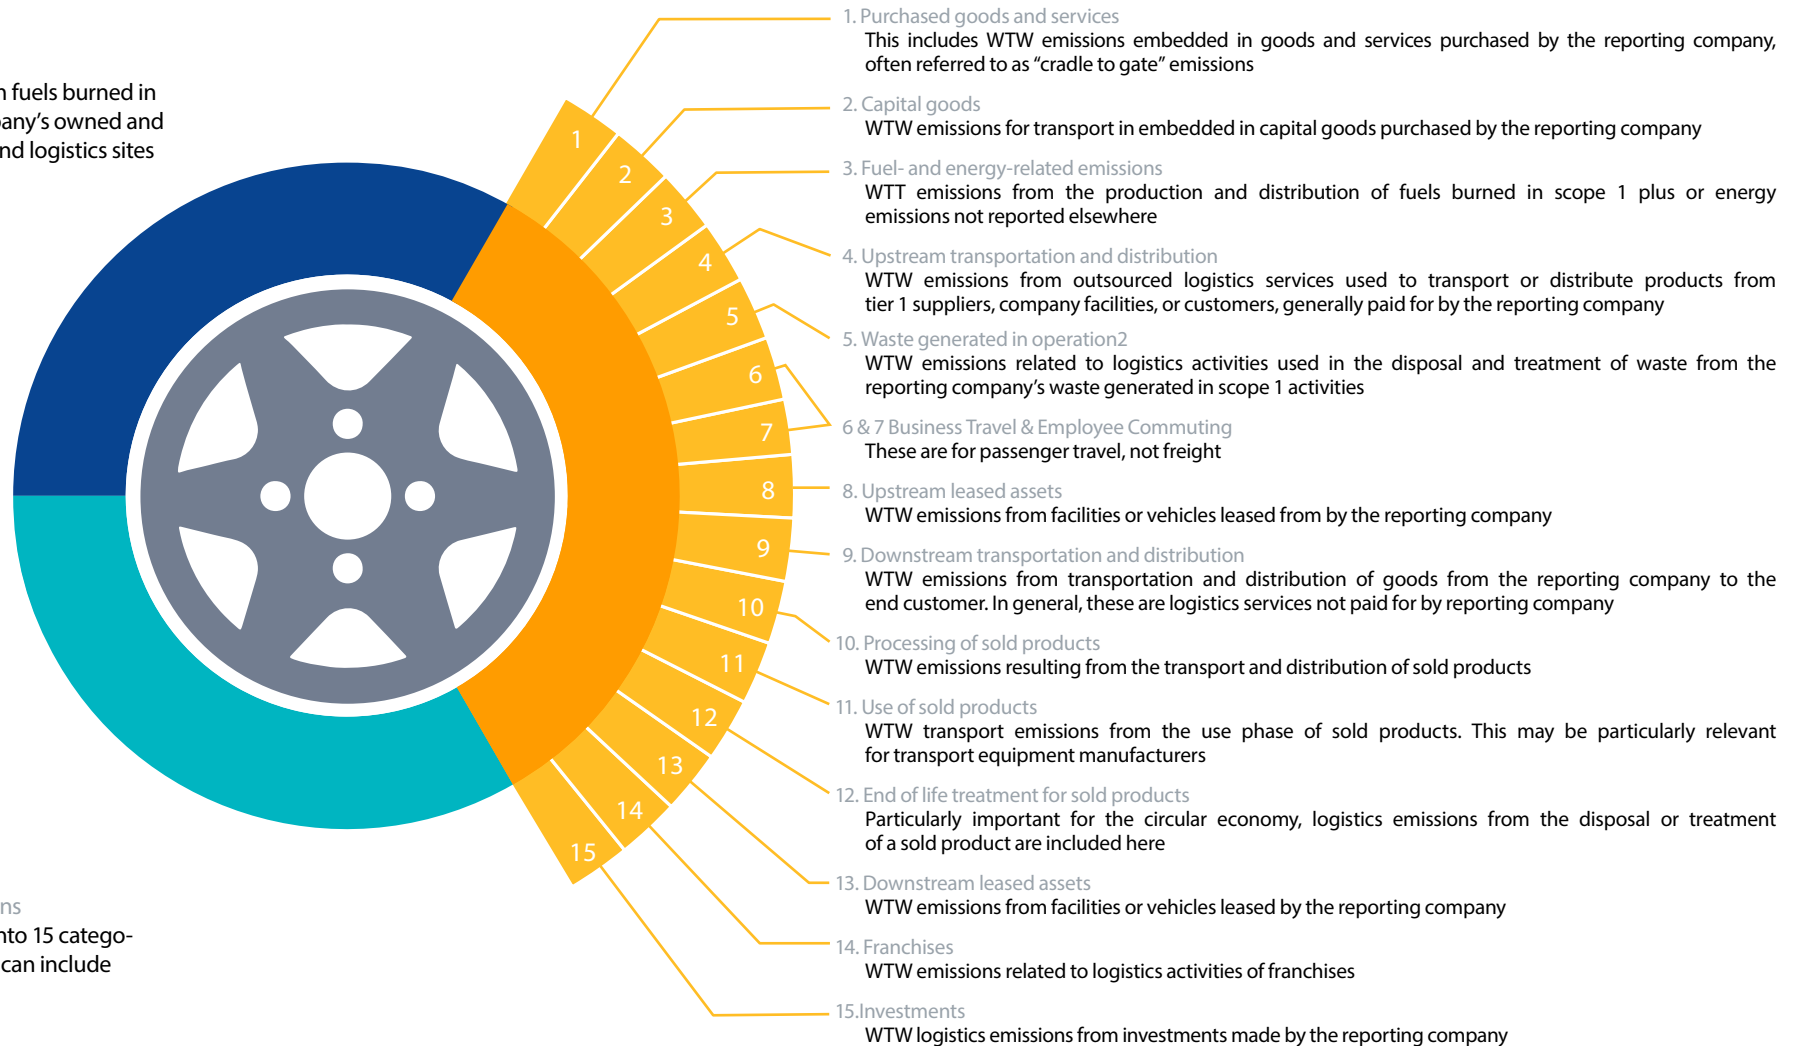 n fuels burned in
pany’s owned and
nd logistics sites
ns
nto 15 catego-
can include
1
2
3
4
5
6
7
8
9
10
11
12
13
14
15
1. Purchased goods and services
This includes WTW emissions embedded in goods and services purchased by the reporting company,
often referred to as “cradle to gate” emissions
2. Capital goods
WTW emissions for transport in embedded in capital goods purchased by the reporting company
3. Fuel- and energy-related emissions
WTT emissions from the production and distribution of fuels burned in scope 1 plus or energy
emissions not reported elsewhere
4. Upstream transportation and distribution
WTW emissions from outsourced logistics services used to transport or distribute products from
tier 1 suppliers, company facilities, or customers, generally paid for by the reporting company
5. Waste generated in operation2
WTW emissions related to logistics activities used in the disposal and treatment of waste from the
reporting company’s waste generated in scope 1 activities
6 & 7 Business Travel & Employee Commuting
These are for passenger travel, not freight
8. Upstream leased assets
WTW emissions from facilities or vehicles leased from by the reporting company
9. Downstream transportation and distribution
WTW emissions from transportation and distribution of goods from the reporting company to the
end customer. In general, these are logistics services not paid for by reporting company
10. Processing of sold products
WTW emissions resulting from the transport and distribution of sold products
11. Use of sold products
WTW transport emissions from the use phase of sold products. This may be particularly relevant
for transport equipment manufacturers
12. End of life treatment for sold products
Particularly important for the circular economy, logistics emissions from the disposal or treatment
of a sold product are included here
13. Downstream leased assets
WTW emissions from facilities or vehicles leased by the reporting company
14. Franchises
WTW emissions related to logistics activities of franchises
15.Investments
WTW logistics emissions from investments made by the reporting company